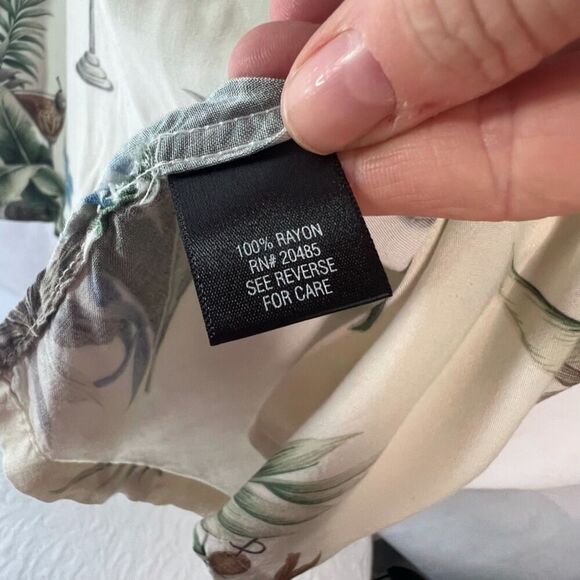 100% RAYON
RN# 20485
SEE REVERSE
FOR CARE